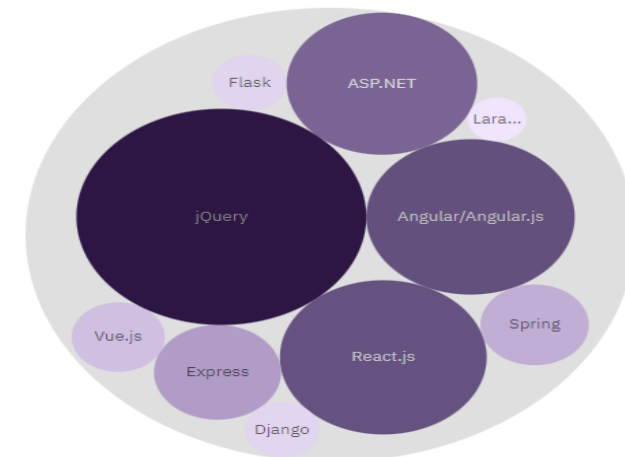 Flask
ASP.NET
Lara...
jQuery
Angular/Angular.js
Vue.js
Spring
React.js
Express
Django